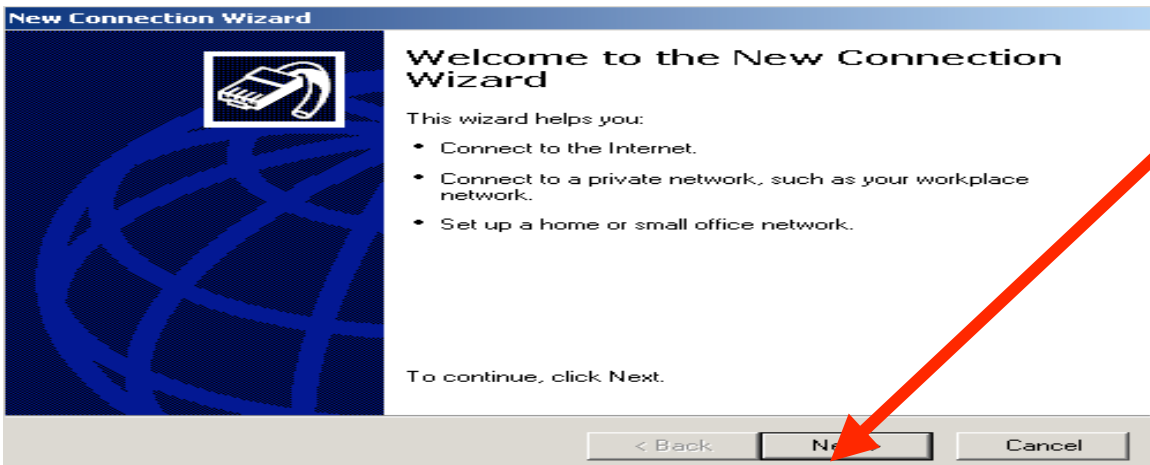 New Connection Wizard
Welcome to the New Connection
Wizard
This wizard helps you:
• Connect to the Internet.
• Connect to a private network, such as your workplace
network.
• Set up a home or small office network.
To continue, click Next.
< Back
Cancel